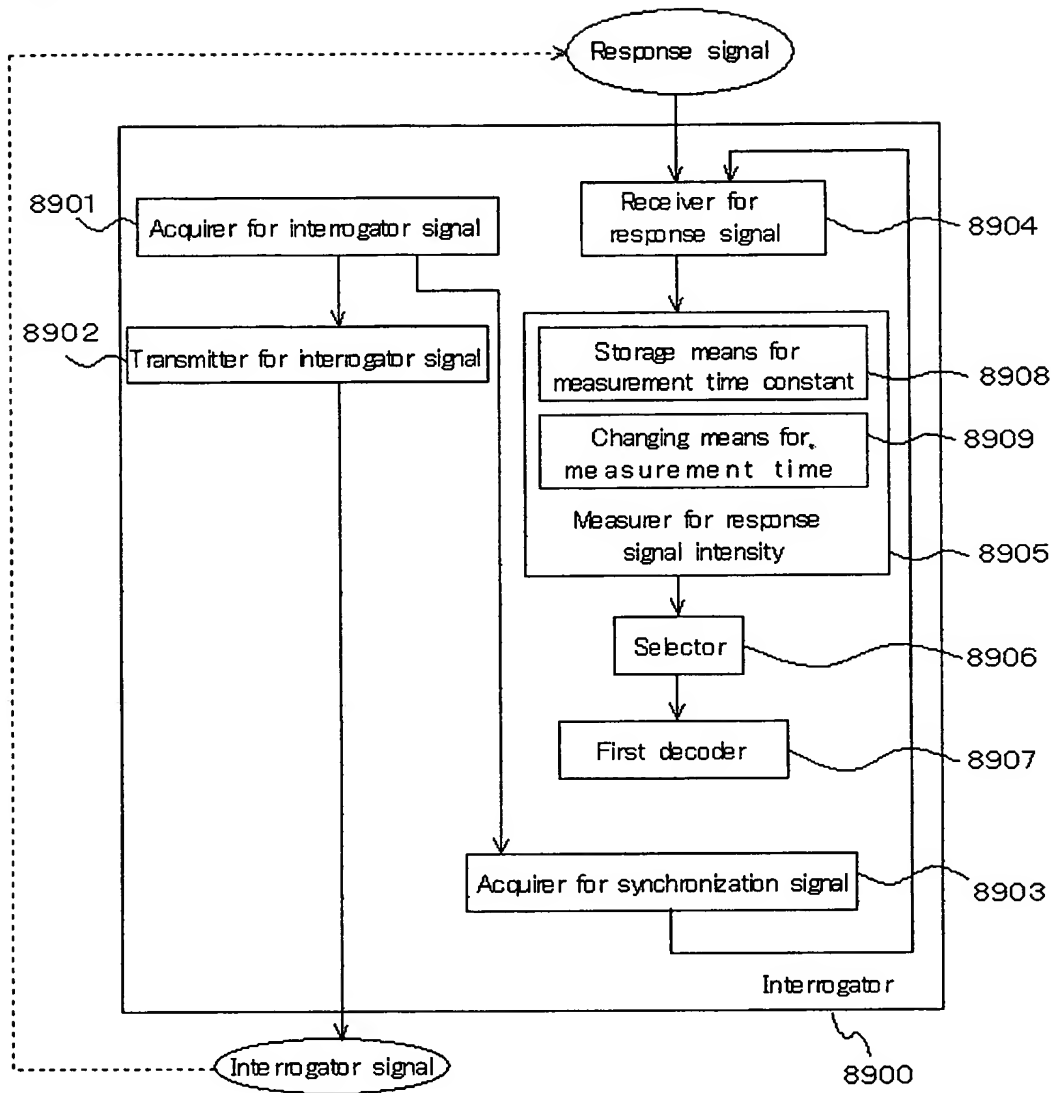 Response signal
8901
Acquirer for interrogator signal
Receiver for
response signal
8904
8902
Transmitter for interrogator signal
Storage means for
measurement time constant
8908
Changing means for.
measurement time
8909
Measurer for response
signal intensity
8905
Selector
8906
First decoder
8907
Acquirer for synchronization signal
8903
Interrogator
Interrogator signal
8900